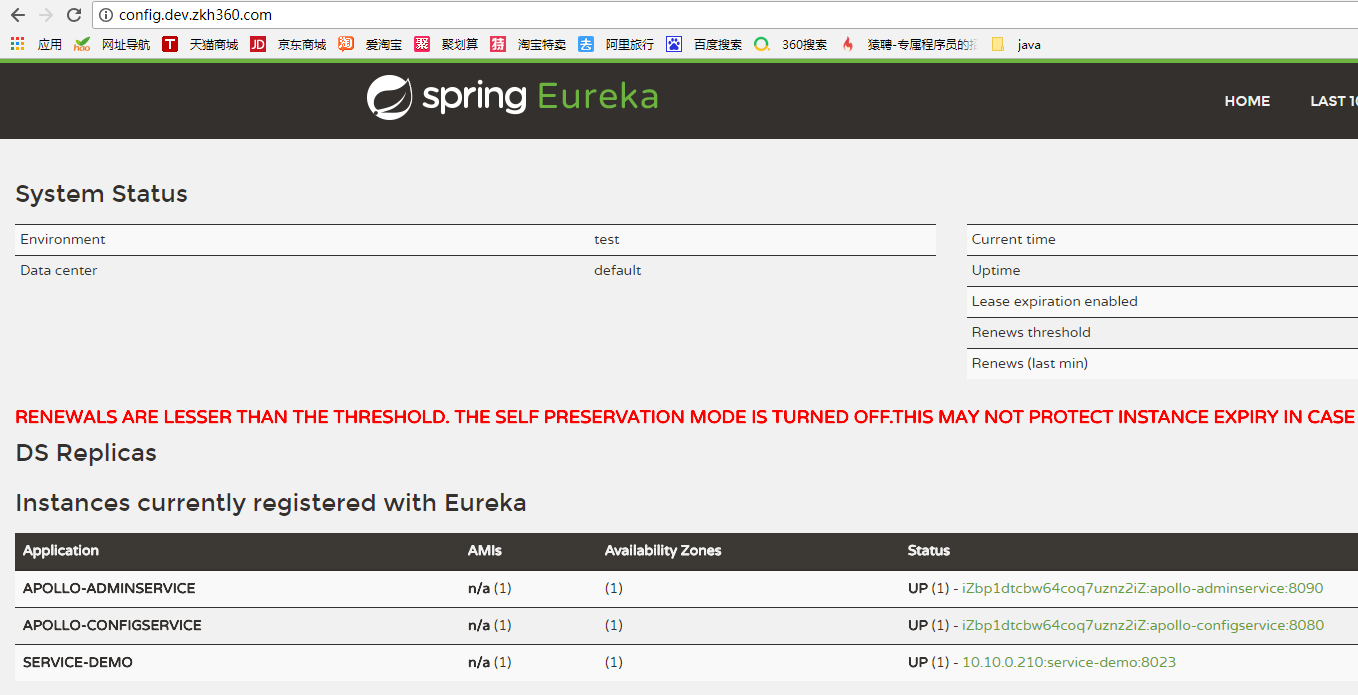 config.dev.zkh360.com
应用 hao 网址导航 T 天猫商城 JD 京东商城 淘 爱淘宝 聚 聚划算 特 淘宝特卖 去 阿里旅行 百度搜索 360搜索 猿聘-专属程序员的 java
spring Eureka
HOME LAST 10
System Status
Environment test
Data center default
Current time
Uptime
Lease expiration enabled
Renews threshold
Renews (last min)
RENEWALS ARE LESSER THAN THE THRESHOLD. THE SELF PRESERVATION MODE IS TURNED OFF.THIS MAY NOT PROTECT INSTANCE EXPIRY IN CASE
DS Replicas
Instances currently registered with Eureka
Application AMIs Availability Zones Status
APOLLO-ADMINSERVICE n/a (1) (1) UP (1) - iZbp1dtcbw64coq7uznz2iZ:apollo-adminservice:8090
APOLLO-CONFIGSERVICE n/a (1) (1) UP (1) - iZbp1dtcbw64coq7uznz2iZ:apollo-configservice:8080
SERVICE-DEMO n/a (1) (1) UP (1) - 10.10.0.210:service-demo:8023